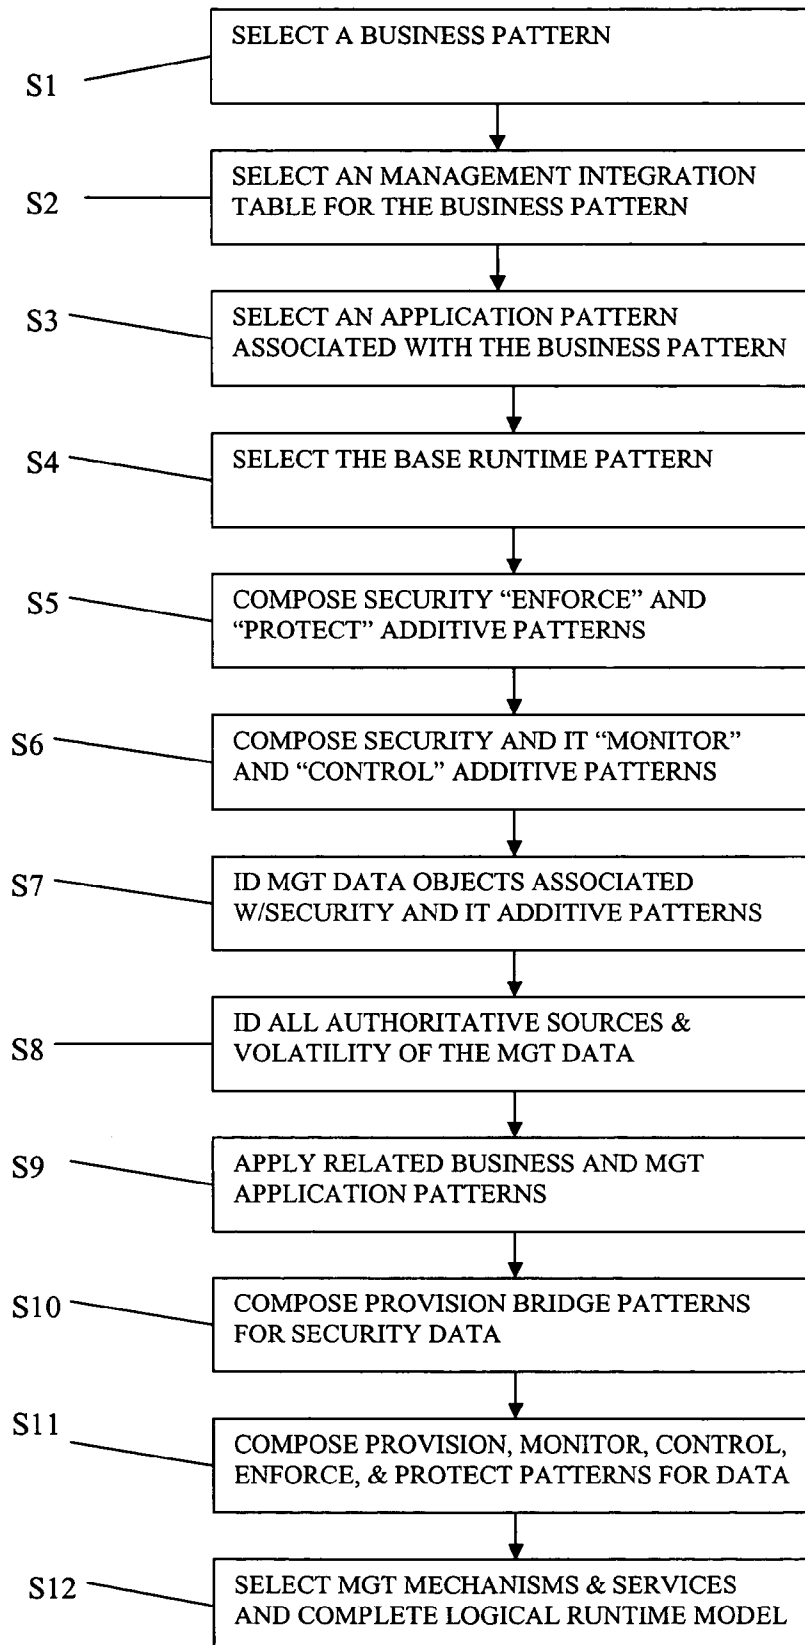 SELECT A BUSINESS PATTERN
S1
SELECT AN MANAGEMENT INTEGRATION
TABLE FOR THE BUSINESS PATTERN
S2
SELECT AN APPLICATION PATTERN
ASSOCIATED WITH THE BUSINESS PATTERN
S3
SELECT THE BASE RUNTIME PATTERN
S4
COMPOSE SECURITY “ENFORCE” AND
“PROTECT” ADDITIVE PATTERNS
S5
COMPOSE SECURITY AND IT “MONITOR”
AND “CONTROL” ADDITIVE PATTERNS
S6
ID MGT DATA OBJECTS ASSOCIATED
W/SECURITY AND IT ADDITIVE PATTERNS
S7
ID ALL AUTHORITATIVE SOURCES &
VOLATILITY OF THE MGT DATA
S8
APPLY RELATED BUSINESS AND MGT
APPLICATION PATTERNS
S9
COMPOSE PROVISION BRIDGE PATTERNS
FOR SECURITY DATA
S10
COMPOSE PROVISION, MONITOR, CONTROL,
ENFORCE, & PROTECT PATTERNS FOR DATA
S11
SELECT MGT MECHANISMS & SERVICES
AND COMPLETE LOGICAL RUNTIME MODEL
S12